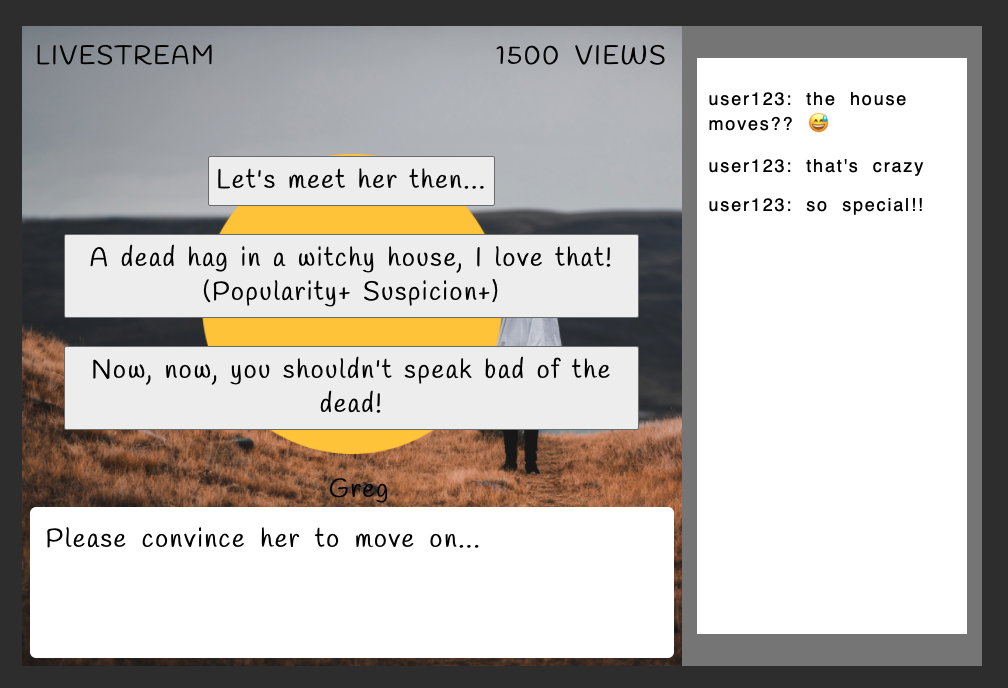 LIVESTREAM
1500 VIEWS
Let's meet her then...
A dead hag in a witchy house, I love that!
(Popularity+ Suspicion+)
Now, now, you shouldn't speak bad of the
dead!
Greg
Please convince her to move on...
user123: the house
moves?? 😅
user123: that's crazy
user123: so special!!